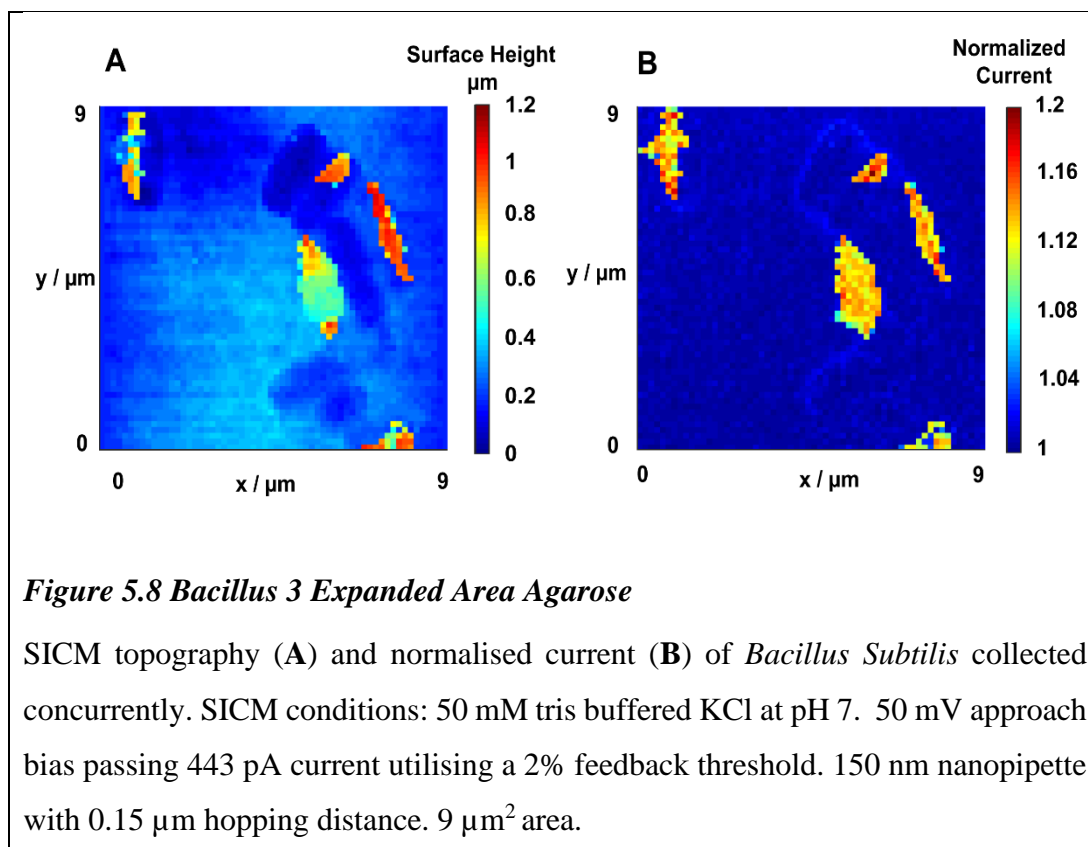 A
Surface Height
µm
1.2
1
0.8
0.6
0.4
0.2
0
9
y / µm
0
0
x / µm
9
B
Normalized
Current
1.2
1.16
1.12
1.08
1.04
1
9
y / µm
0
0
x / µm
9
Figure 5.8 Bacillus 3 Expanded Area Agarose
SICM topography (A) and normalised current (B) of Bacillus Subtilis collected
concurrently. SICM conditions: 50 mM tris buffered KCl at pH 7. 50 mV approach
bias passing 443 pA current utilising a 2% feedback threshold. 150 nm nanopipette
with 0.15 µm hopping distance. 9 µm² area.